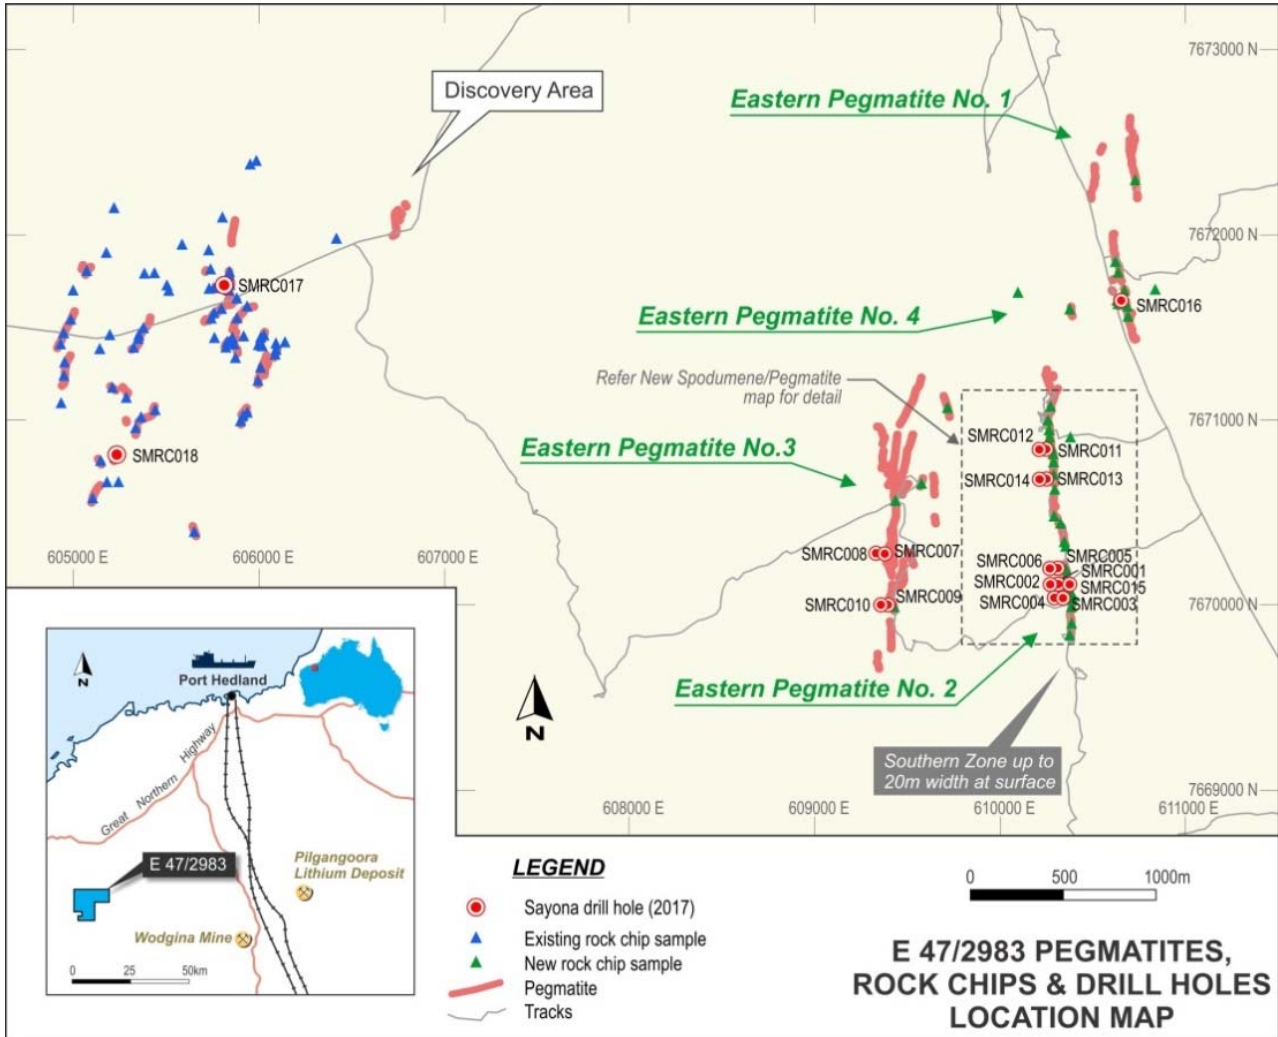 7673000 N
Discovery Area
Eastern Pegmatite No. 1
7672000 N
SMRC017
SMRC016
Eastern Pegmatite No. 4
Refer New Spodumene/Pegmatite
map for detail
7671000 N
SMRC012
SMRC011
Eastern Pegmatite No.3
SMRC018
SMRC014
SMRC013
605000 E
606000 E
607000 E
SMRC008
SMRC007
SMRC006
SMRC005
SMRC001
SMRC002
SMRC015
SMRC010
SMRC009
SMRC004
SMRC003
7670000 N
Eastern Pegmatite No. 2
N
Southern Zone up to
20m width at surface
7669000 N
608000 E
609000 E
610000 E
611000 E
N
Port Hedland
Great Northern Highway
E 47/2983
Pilgangoora
Lithium Deposit
Wodgina Mine
0 25 50km
LEGEND
Sayona drill hole (2017)
Existing rock chip sample
New rock chip sample
Pegmatite
Tracks
0 500 1000m
E 47/2983 PEGMATITES,
ROCK CHIPS & DRILL HOLES
LOCATION MAP